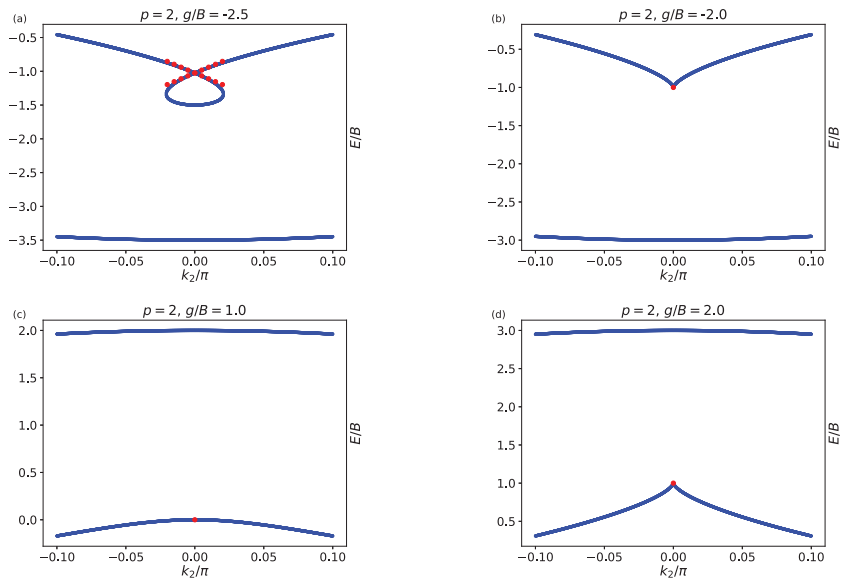 (a)
p = 2, g/B = -2.5
−0.5
−1.0
−1.5
−2.0
−2.5
−3.0
−3.5
−0.10 −0.05 0.00 0.05 0.10
k₂/π
E/B
(b)
p = 2, g/B = -2.0
−0.5
−1.0
−1.5
−2.0
−2.5
−3.0
−0.10 −0.05 0.00 0.05 0.10
k₂/π
E/B
(c)
p = 2, g/B = 1.0
2.0
1.5
1.0
0.5
0.0
−0.10 −0.05 0.00 0.05 0.10
k₂/π
E/B
(d)
p = 2, g/B = 2.0
3.0
2.5
2.0
1.5
1.0
0.5
−0.10 −0.05 0.00 0.05 0.10
k₂/π
E/B